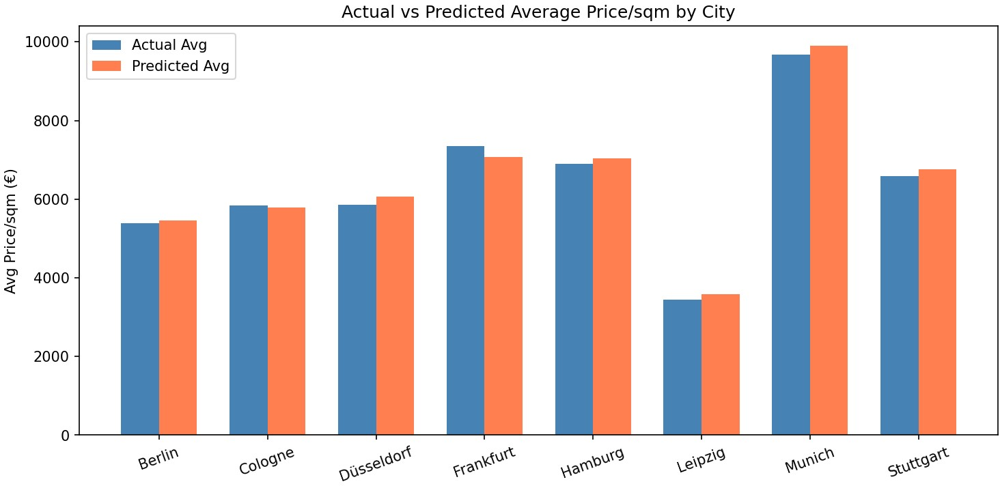 Actual vs Predicted Average Price/sqm by City
Actual Avg
Predicted Avg
Avg Price/sqm (€)
10000
8000
6000
4000
2000
0
Berlin
Cologne
Düsseldorf
Frankfurt
Hamburg
Leipzig
Munich
Stuttgart